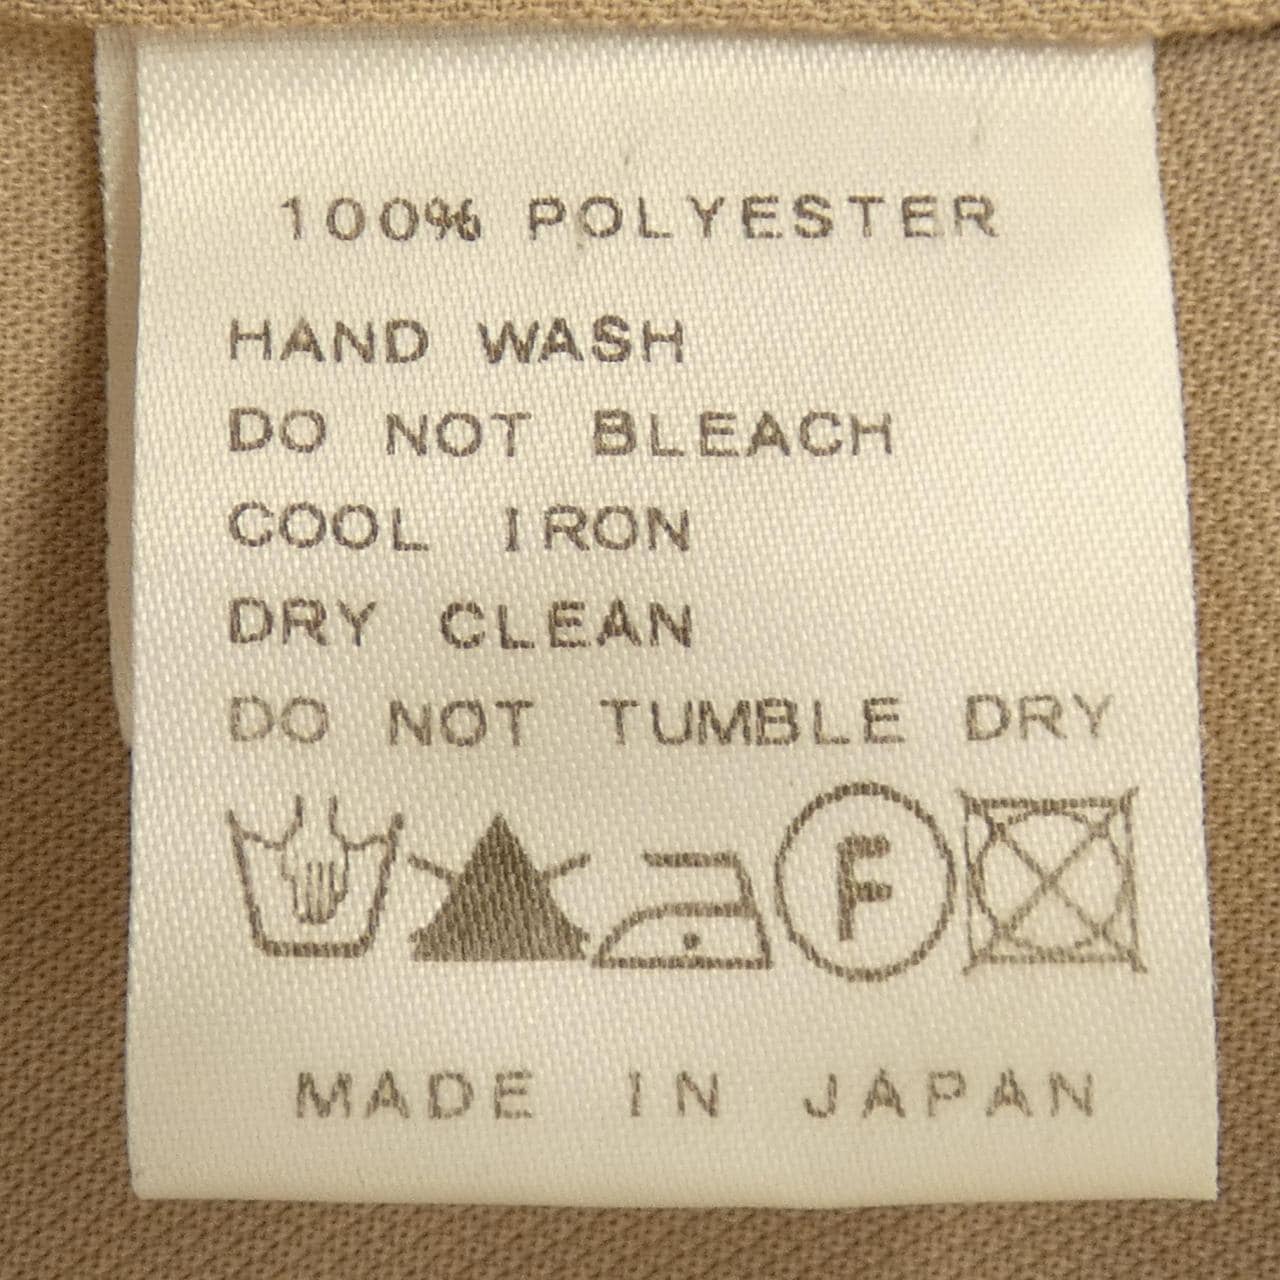 100% POLYESTER
HAND WASH
DO NOT BLEACH
COOL IRON
DRY CLEAN
DO NOT TUMBLE DRY
F
MADE IN JAPAN